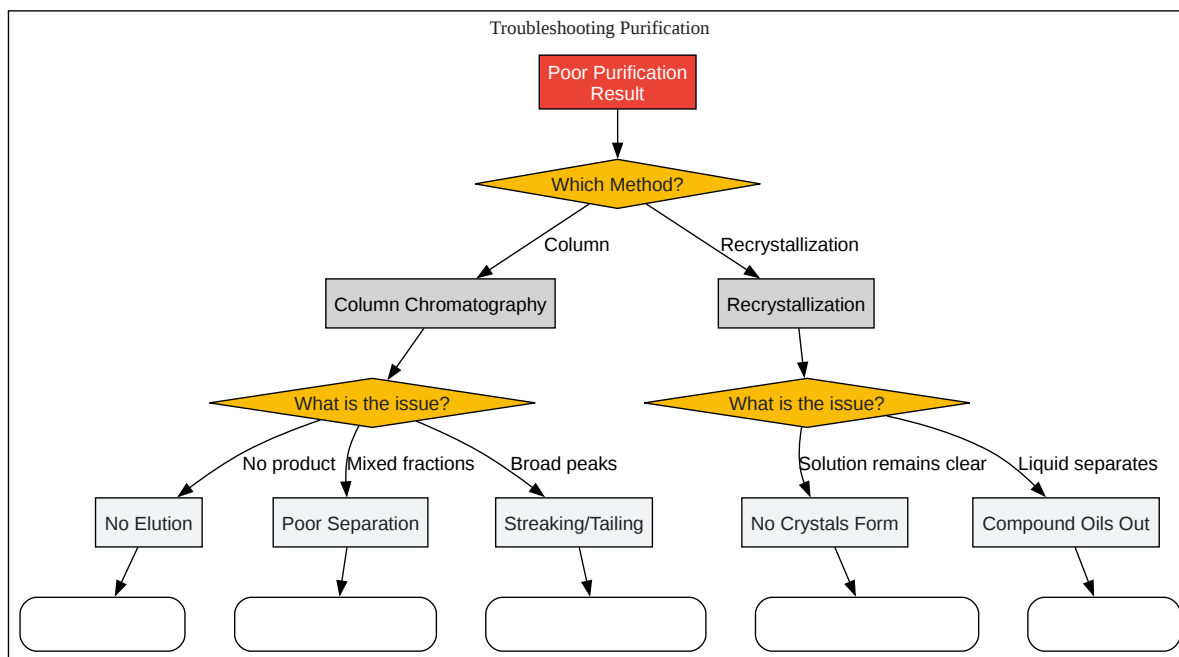 Troubleshooting Purification
Poor Purification
Result
Which Method?
Column
Recrystallization
Column Chromatography
Recrystallization
What is the issue?
What is the issue?
No product
Mixed fractions
Broad peaks
Solution remains clear
Liquid separates
No Elution
Poor Separation
Streaking/Tailing
No Crystals Form
Compound Oils Out